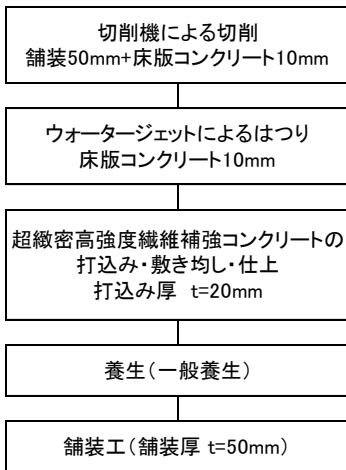 切削機による切削
舗装50mm+床版コンクリート10mm
ウォータージェットによるはつり
床版コンクリート10mm
超緻密高強度繊維補強コンクリートの
打込み・敷き均し・仕上
打込み厚 t=20mm
養生(一般養生)
舗装工(舗装厚 t=50mm)